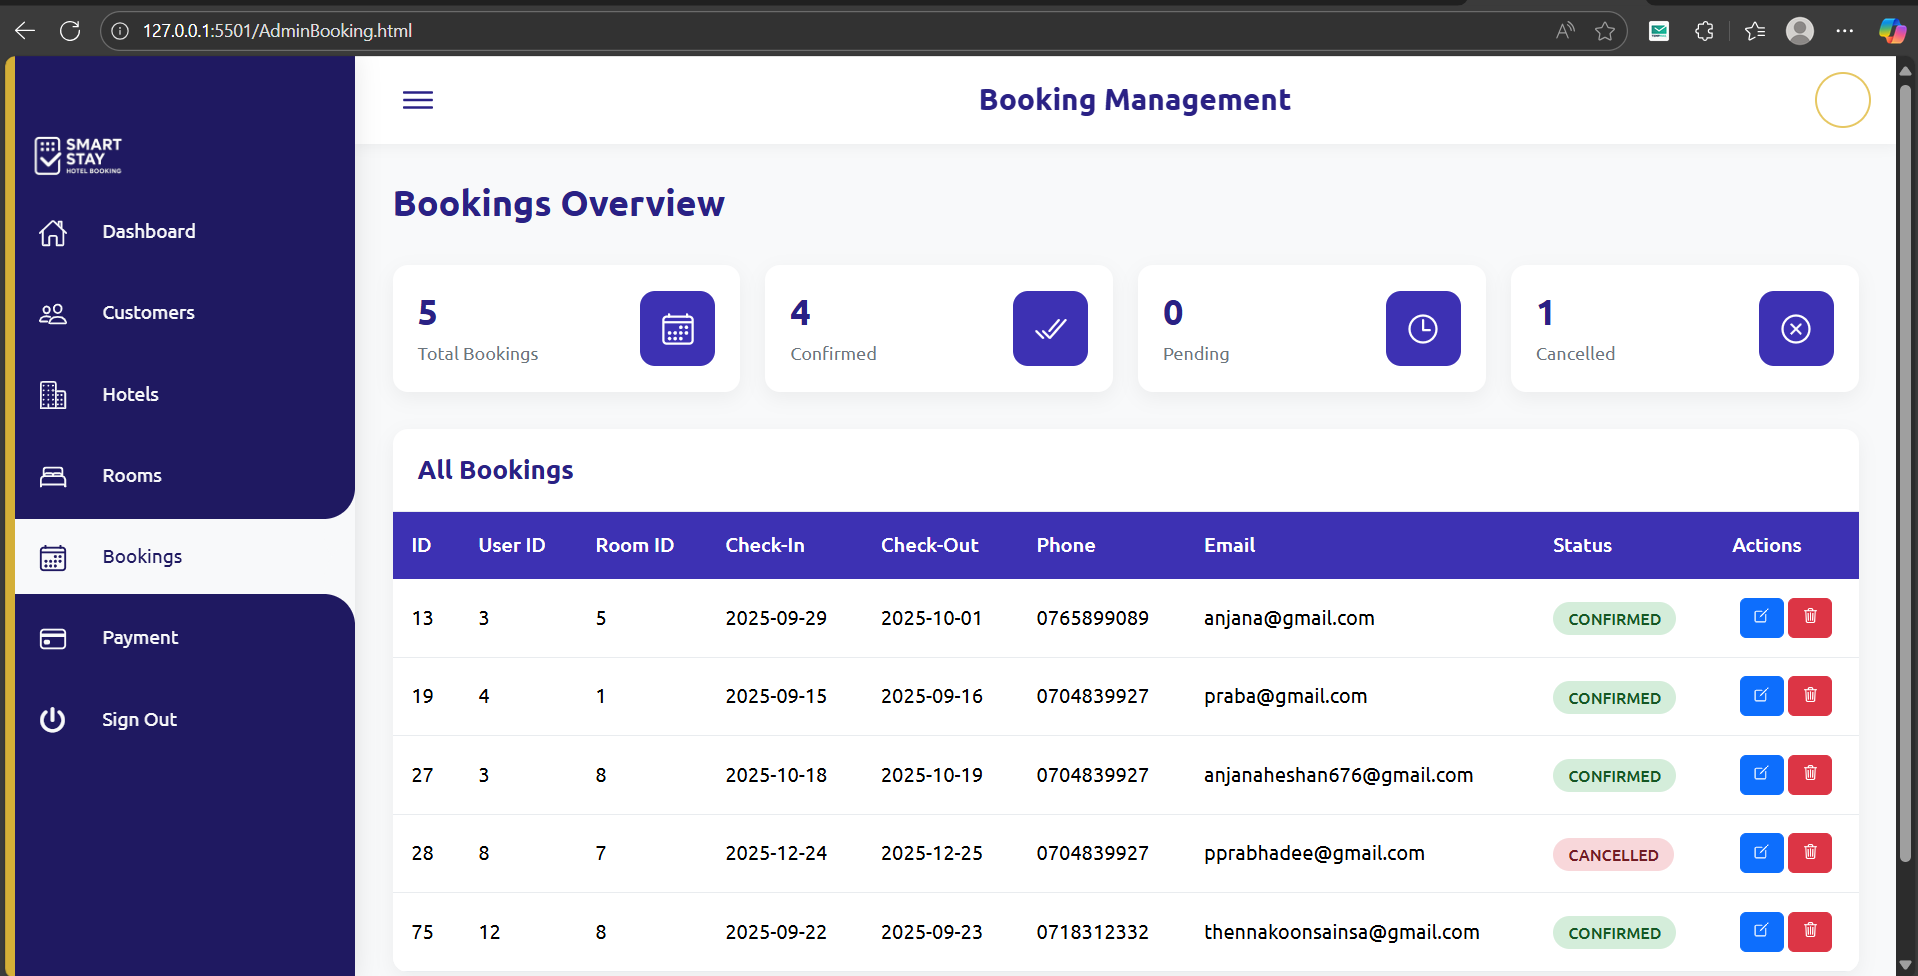 127.0.0.1:5501/AdminBooking.html
SMART
STAY
HOTEL BOOKING
Dashboard
Customers
Hotels
Rooms
Bookings
Payment
Sign Out
Booking Management
Bookings Overview
5
Total Bookings
4
Confirmed
0
Pending
1
Cancelled
All Bookings
ID User ID Room ID Check-In Check-Out Phone Email Status Actions
13 3 5 2025-09-29 2025-10-01 0765899089 anjana@gmail.com CONFIRMED
19 4 1 2025-09-15 2025-09-16 0704839927 praba@gmail.com CONFIRMED
27 3 8 2025-10-18 2025-10-19 0704839927 anjanaheshan676@gmail.com CONFIRMED
28 8 7 2025-12-24 2025-12-25 0704839927 pprabhadee@gmail.com CANCELLED
75 12 8 2025-09-22 2025-09-23 0718312332 thennakoonsainsa@gmail.com CONFIRMED